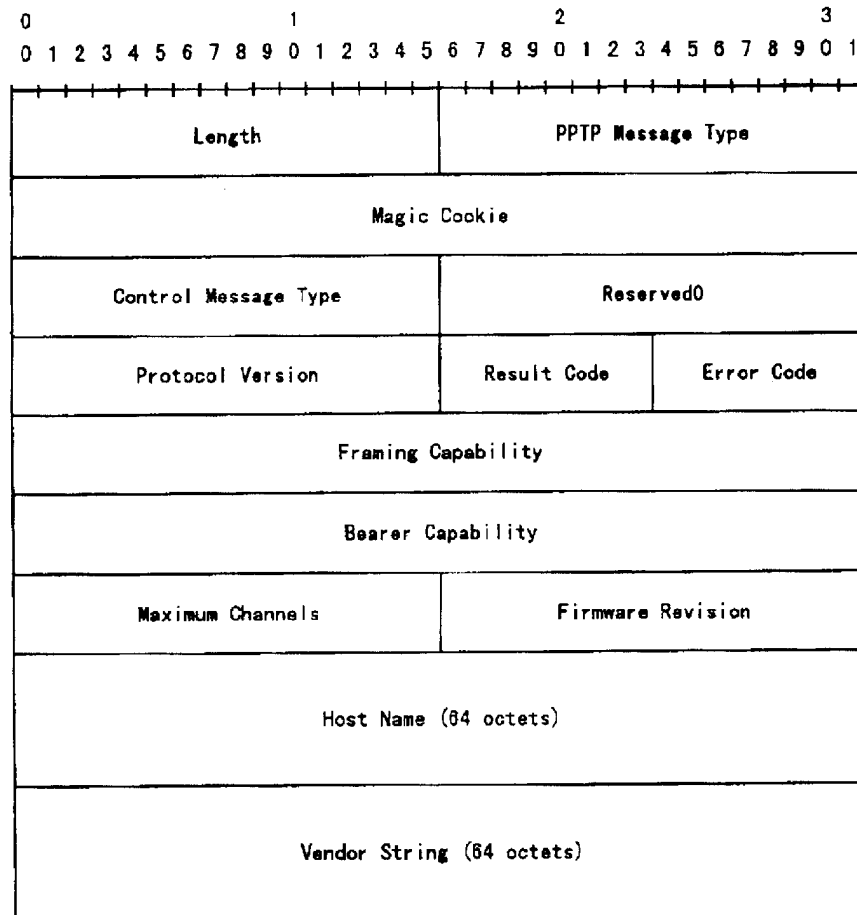 0 1 2 3
0 1 2 3 4 5 6 7 8 9 0 1 2 3 4 5 6 7 8 9 0 1 2 3 4 5 6 7 8 9 0 1
Length PPTP Message Type
Magic Cookie
Control Message Type Reserved0
Protocol Version Result Code Error Code
Framing Capability
Bearer Capability
Maximum Channels Firmware Revision
Host Name (64 octets)
Vendor String (64 octets)